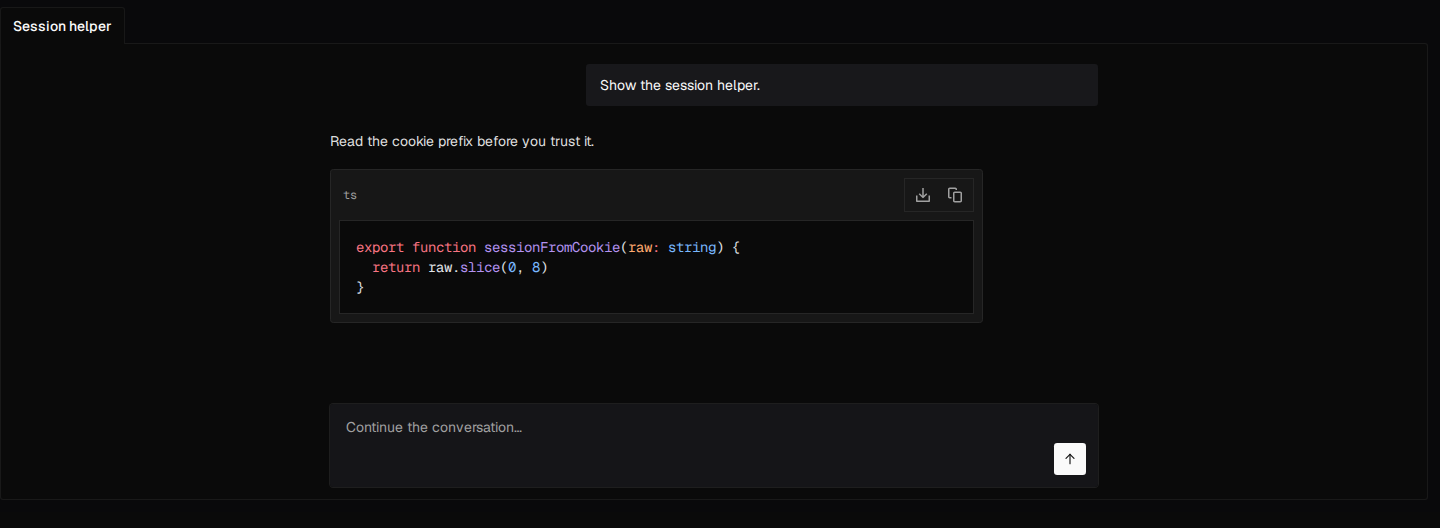 Session helper
Show the session helper.
Read the cookie prefix before you trust it.
ts
export function sessionFromCookie(raw: string) {
  return raw.slice(0, 8)
}
Continue the conversation…